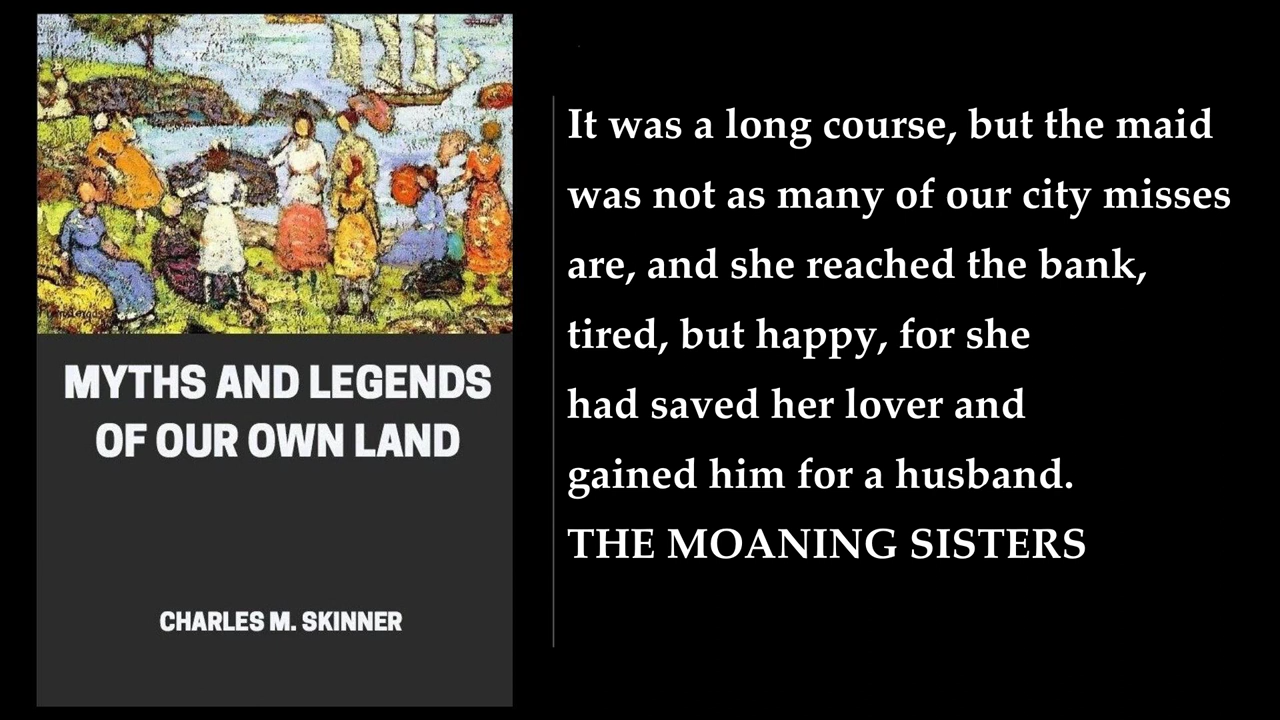 MYTHS AND LEGENDS
OF OUR OWN LAND
CHARLES M. SKINNER
It was a long course, but the maid
was not as many of our city misses
are, and she reached the bank,
tired, but happy, for she
had saved her lover and
gained him for a husband.
THE MOANING SISTERS